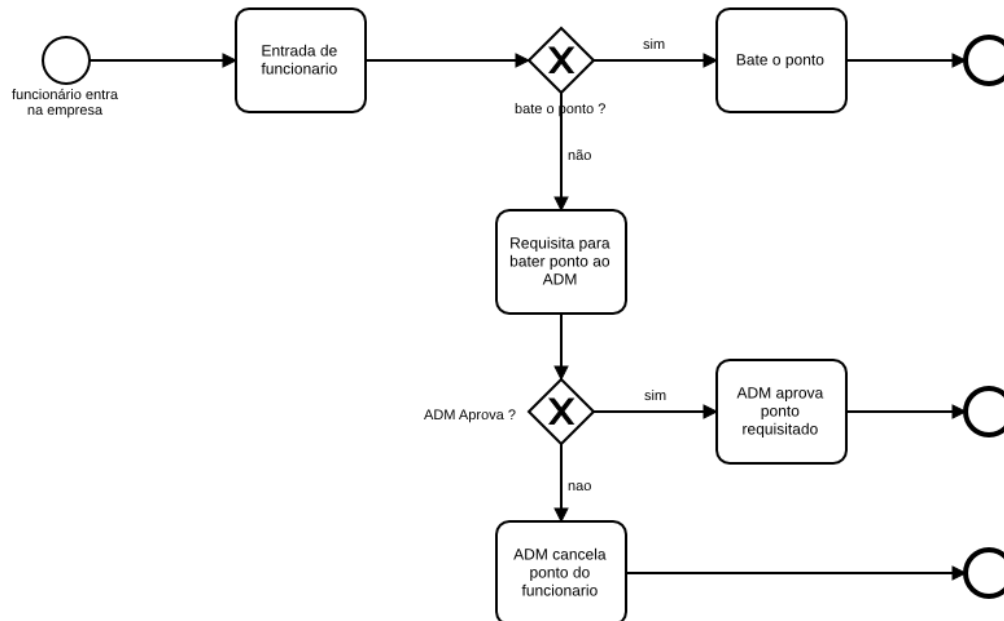 Entrada de
funcionario
sim
Bate o ponto
funcionário entra
na empresa
bate o ponto ?
não
Requisita para
bater ponto ao
ADM
ADM Aprova ?
sim
ADM aprova
ponto
requisitado
nao
ADM cancela
ponto do
funcionario